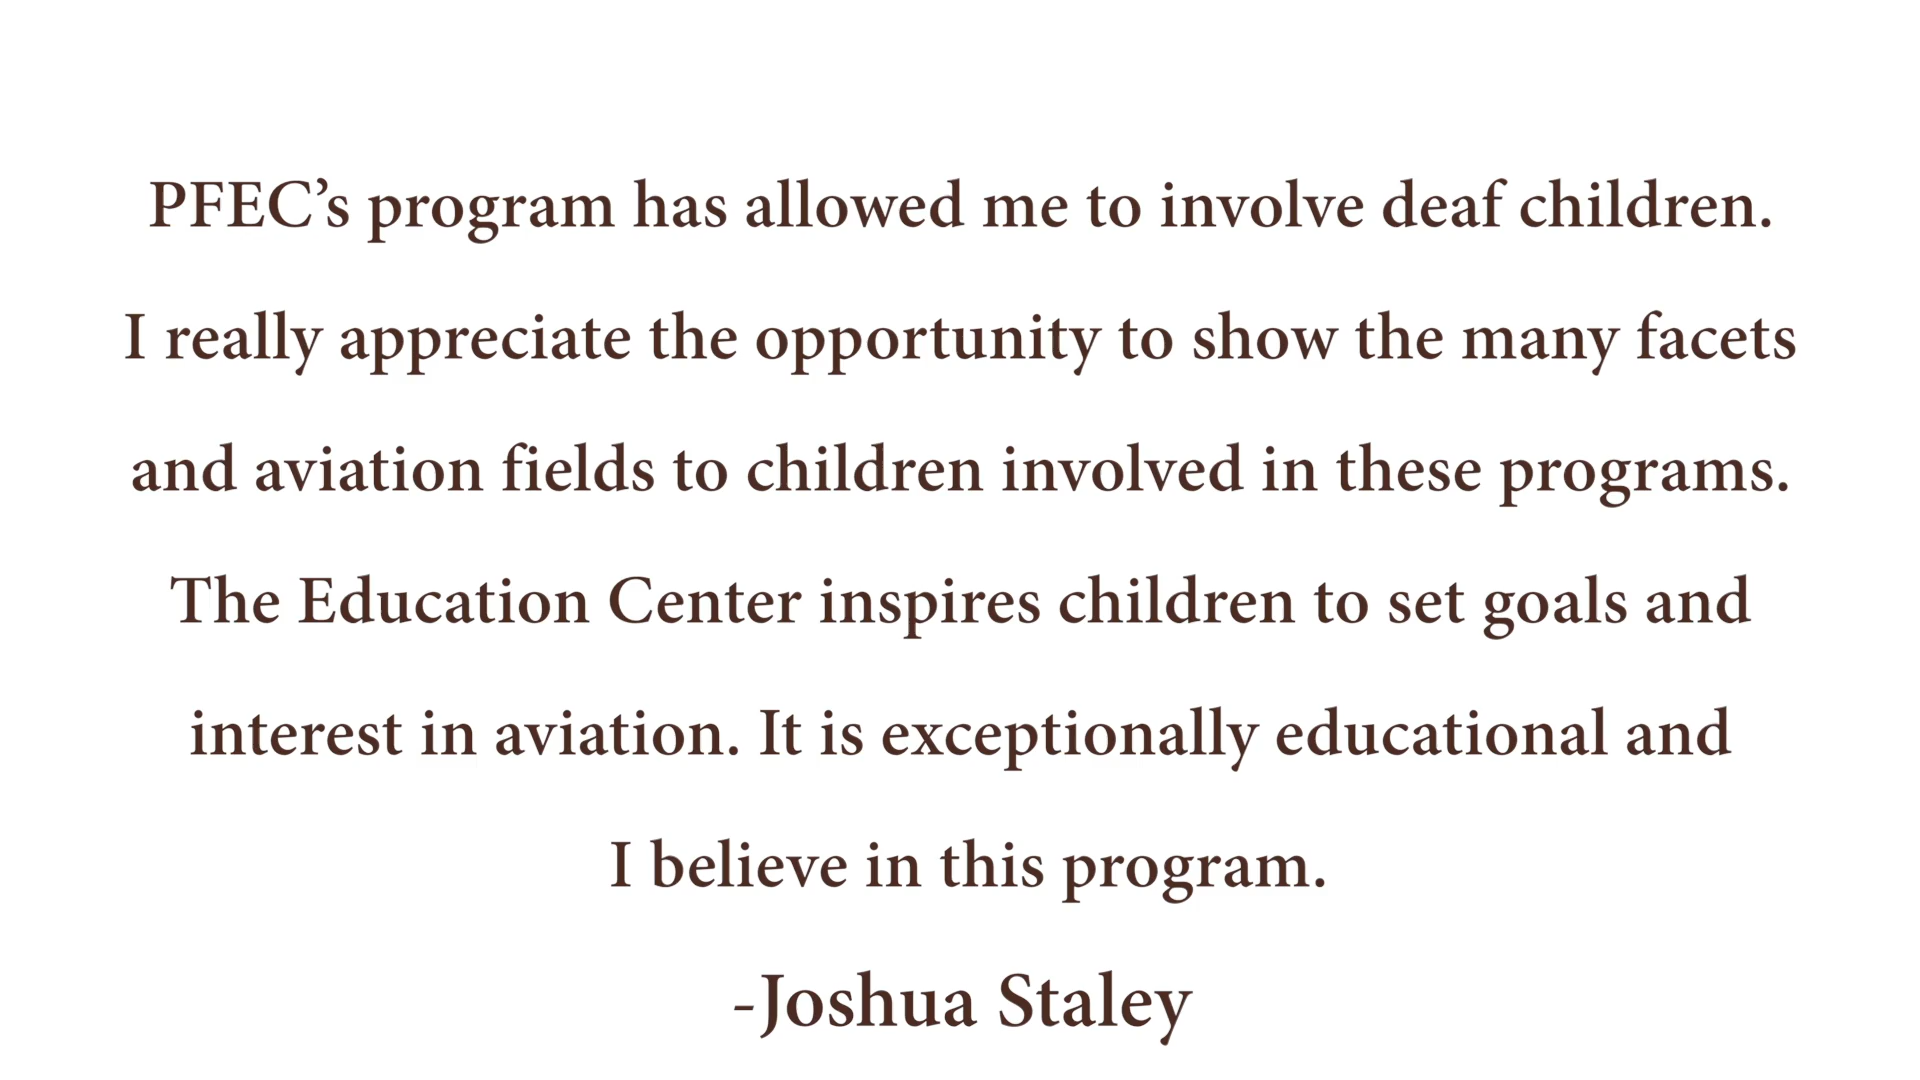 PFEC’s program has allowed me to involve deaf children.
I really appreciate the opportunity to show the many facets
and aviation fields to children involved in these programs.
The Education Center inspires children to set goals and
interest in aviation. It is exceptionally educational and
I believe in this program.
-Joshua Staley